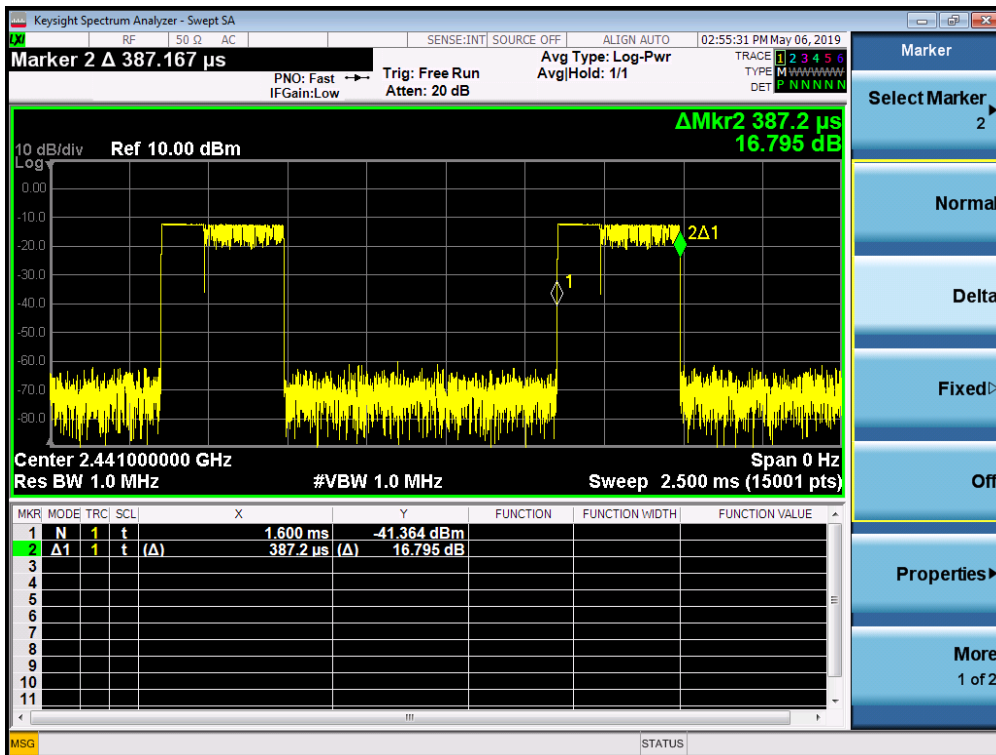 Keysight Spectrum Analyzer - Swept SA
LXI RF 50 Ω AC SENSE:INT SOURCE OFF ALIGN AUTO 02:55:31 PM May 06, 2019
Marker 2 Δ 387.167 µs
PNO: Fast
IFGain:Low
Trig: Free Run
Atten: 20 dB
Avg Type: Log-Pwr
Avg|Hold: 1/1
TRACE 1 2 3 4 5 6
TYPE M W W W W W
DET P N N N N N
ΔMkr2 387.2 µs
16.795 dB
10 dB/div Ref 10.00 dBm
Log
0.00
-10.0
-20.0
-30.0
-40.0
-50.0
-60.0
-70.0
-80.0
2Δ1
1
Center 2.441000000 GHz Span 0 Hz
Res BW 1.0 MHz #VBW 1.0 MHz Sweep 2.500 ms (15001 pts)
MKR MODE TRC SCL X Y FUNCTION FUNCTION WIDTH FUNCTION VALUE
1 N 1 t 1.600 ms -41.364 dBm
2 Δ1 1 t (Δ) 387.2 µs (Δ) 16.795 dB
3
4
5
6
7
8
9
10
11
MSG STATUS
Marker
Select Marker
2
Normal
Delta
Fixed
Off
Properties
More
1 of 2